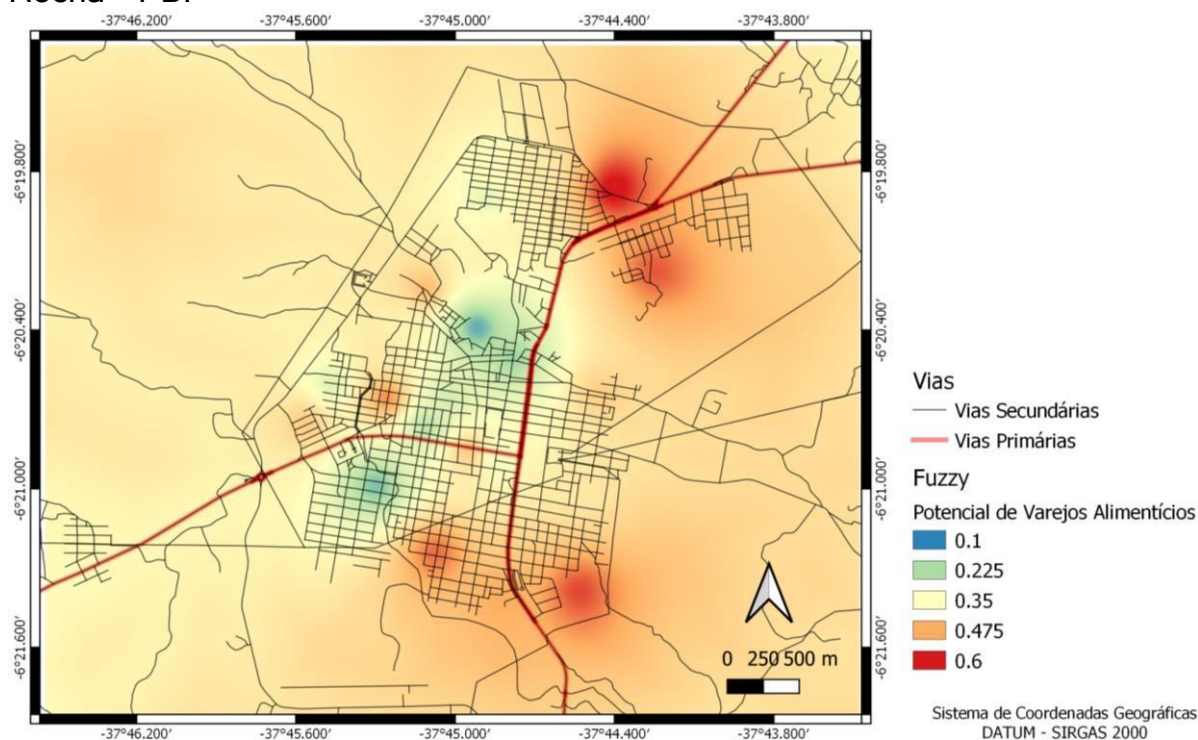 -37°46.200' -37°45.600' -37°45.000' -37°44.400' -37°43.800'
-6°19.800' -6°19.800'
-6°20.400' -6°20.400'
-6°21.000' -6°21.000'
-6°21.600' -6°21.600'
0 250 500 m
-37°46.200' -37°45.600' -37°45.000' -37°44.400' -37°43.800'
Vias
Vias Secundárias
Vias Primárias
Fuzzy
Potencial de Varejos Alimentícios
0.1
0.225
0.35
0.475
0.6
Sistema de Coordenadas Geográficas
DATUM - SIRGAS 2000